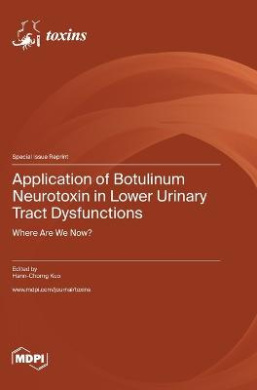 toxins
Special Issue Reprint
Application of Botulinum
Neurotoxin in Lower Urinary
Tract Dysfunctions
Where Are We Now?
Edited by
Hann-Chorng Kuo
www.mdpi.com/journal/toxins
MDPI